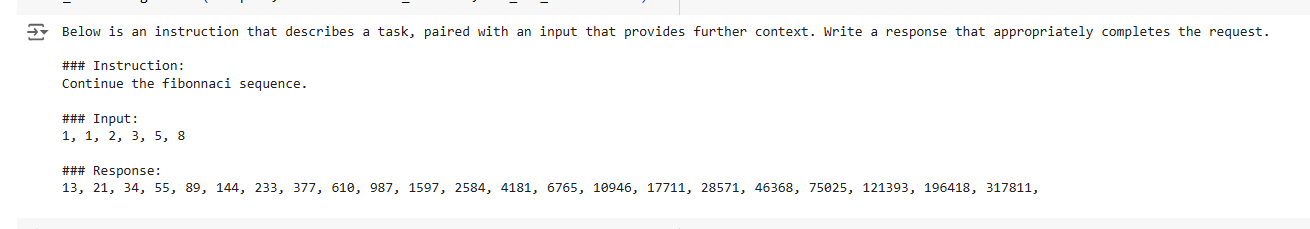 Below is an instruction that describes a task, paired with an input that provides further context. Write a response that appropriately completes the request.
### Instruction:
Continue the fibonnaci sequence.
### Input:
1, 1, 2, 3, 5, 8
### Response:
13, 21, 34, 55, 89, 144, 233, 377, 610, 987, 1597, 2584, 4181, 6765, 10946, 17711, 28571, 46368, 75025, 121393, 196418, 317811,